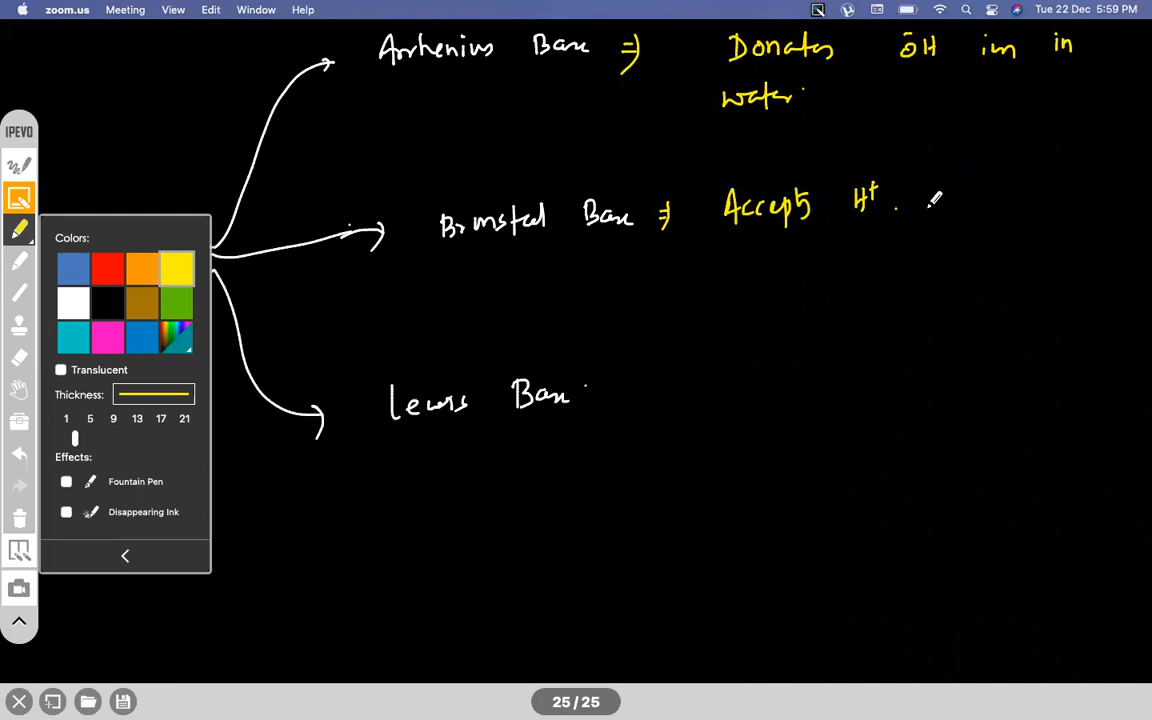 zoom.us Meeting View Edit Window Help Tue 22 Dec 5:59 PM
Arrhenius Base ⇒ Donates ōH ion in
water.
IPEVO
Bronsted Base ⇒ Accepts H⁺.
Colors:
Translucent
Thickness:
1 5 9 13 17 21
Lewis Base
Effects:
Fountain Pen
Disappearing Ink
25/25